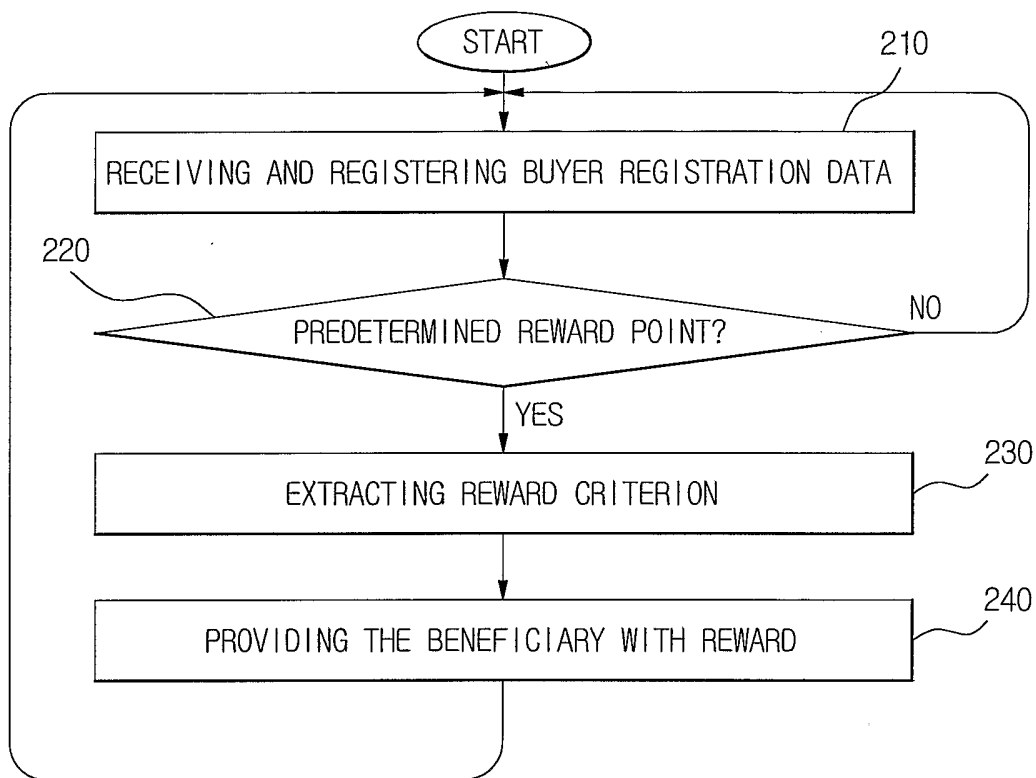 START
210
RECEIVING AND REGISTERING BUYER REGISTRATION DATA
220
PREDETERMINED REWARD POINT?
NO
YES
230
EXTRACTING REWARD CRITERION
240
PROVIDING THE BENEFICIARY WITH REWARD